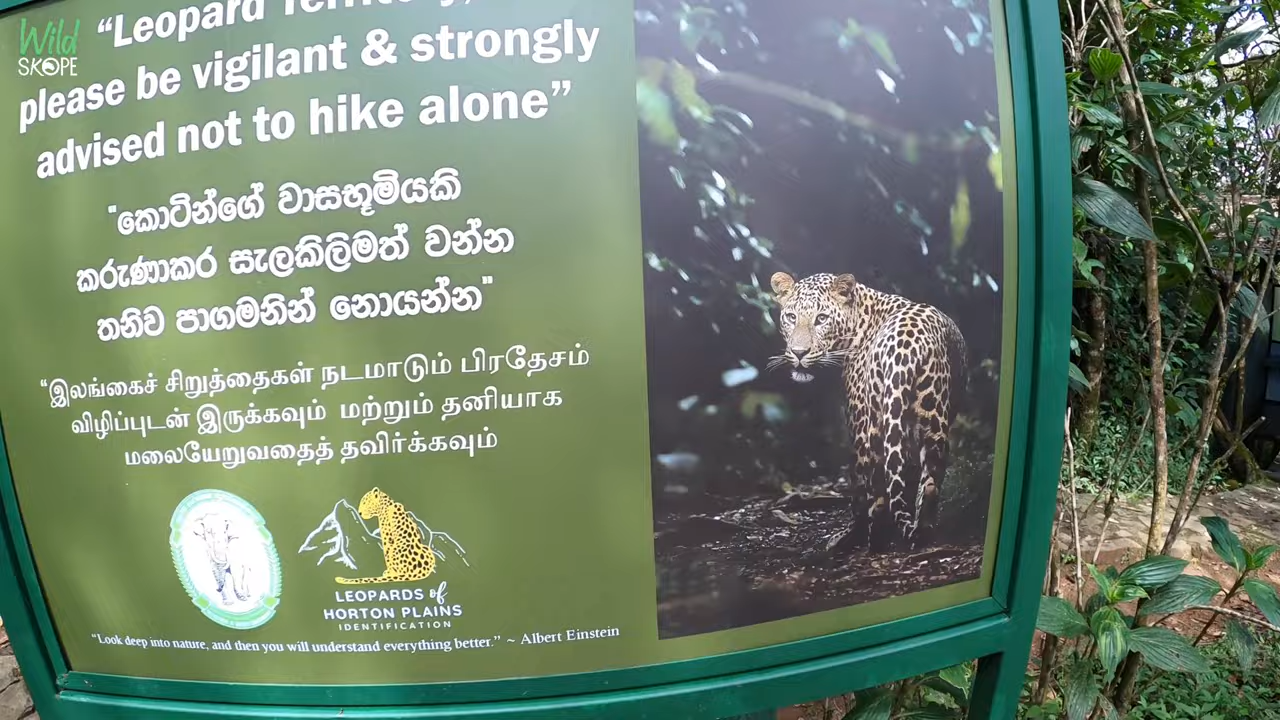 Wild
SKOPE
"Leopard Territory,
please be vigilant & strongly
advised not to hike alone"
"කොටින්ගේ වාසභූමියකි
කරුණාකර සැලකිලිමත් වන්න
තනිව පාගමනින් නොයන්න"
"இலங்கைச் சிறுத்தைகள் நடமாடும் பிரதேசம்
விழிப்புடன் இருக்கவும் மற்றும் தனியாக
மலையேறுவதைத் தவிர்க்கவும்
LEOPARDS of
HORTON PLAINS
IDENTIFICATION
"Look deep into nature, and then you will understand everything better." ~ Albert Einstein